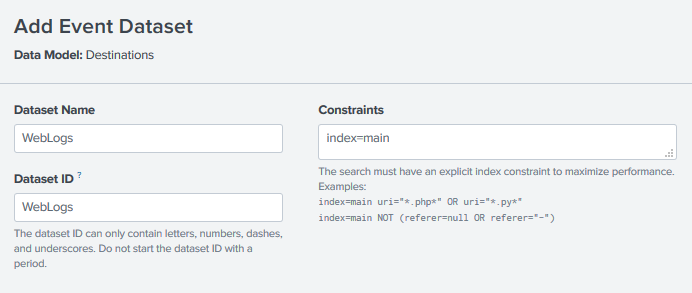 Add Event Dataset
Data Model: Destinations
Dataset Name
WebLogs
Dataset ID ?
WebLogs
The dataset ID can only contain letters, numbers, dashes,
and underscores. Do not start the dataset ID with a
period.
Constraints
index=main
The search must have an explicit index constraint to maximize performance.
Examples:
index=main uri="*.php*" OR uri="*.py*"
index=main NOT (referer=null OR referer="-")